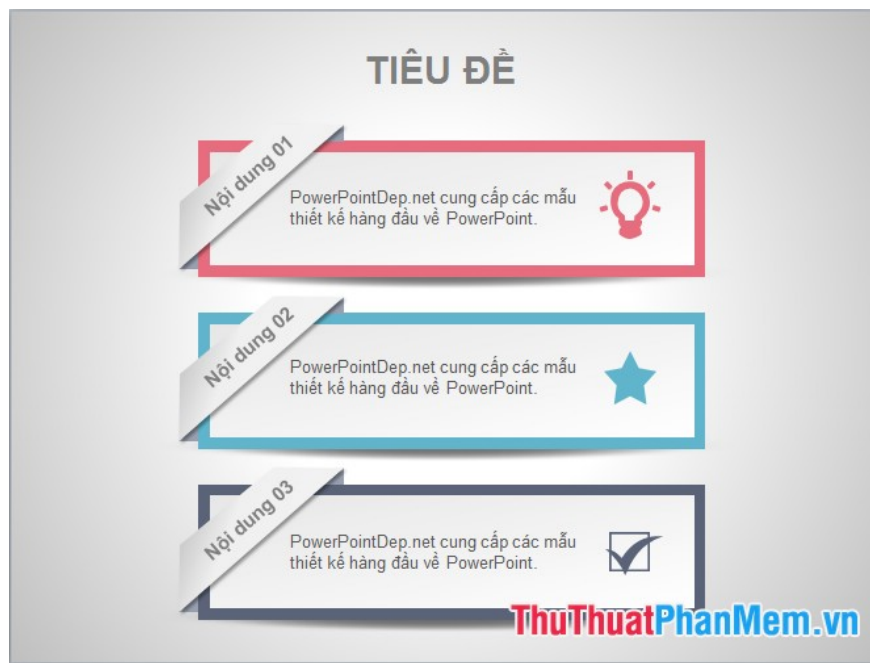 TIÊU ĐỀ
Nội dung 01
PowerPointDep.net cung cấp các mẫu
thiết kế hàng đầu về PowerPoint.
Nội dung 02
PowerPointDep.net cung cấp các mẫu
thiết kế hàng đầu về PowerPoint.
Nội dung 03
PowerPointDep.net cung cấp các mẫu
thiết kế hàng đầu về PowerPoint.
ThuThuatPhanMem.vn